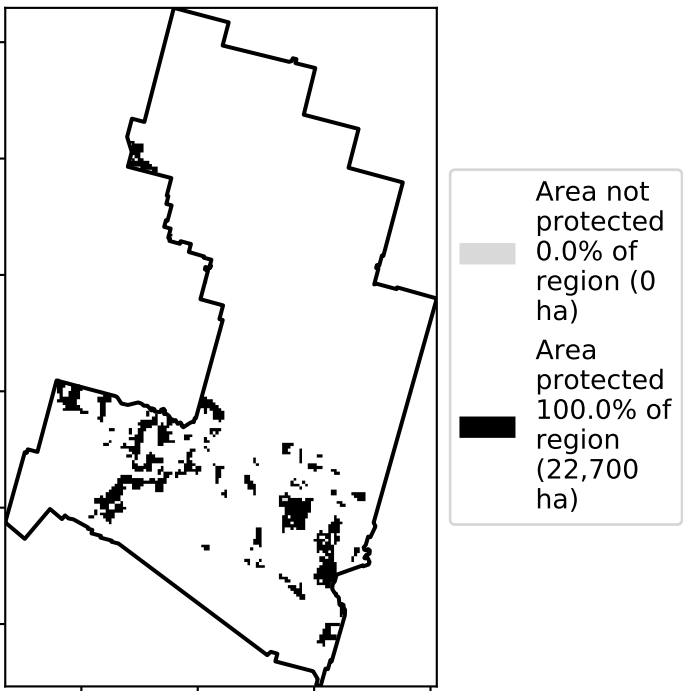 Area not
protected
0.0% of
region (0
ha)
Area
protected
100.0% of
region
(22,700
ha)